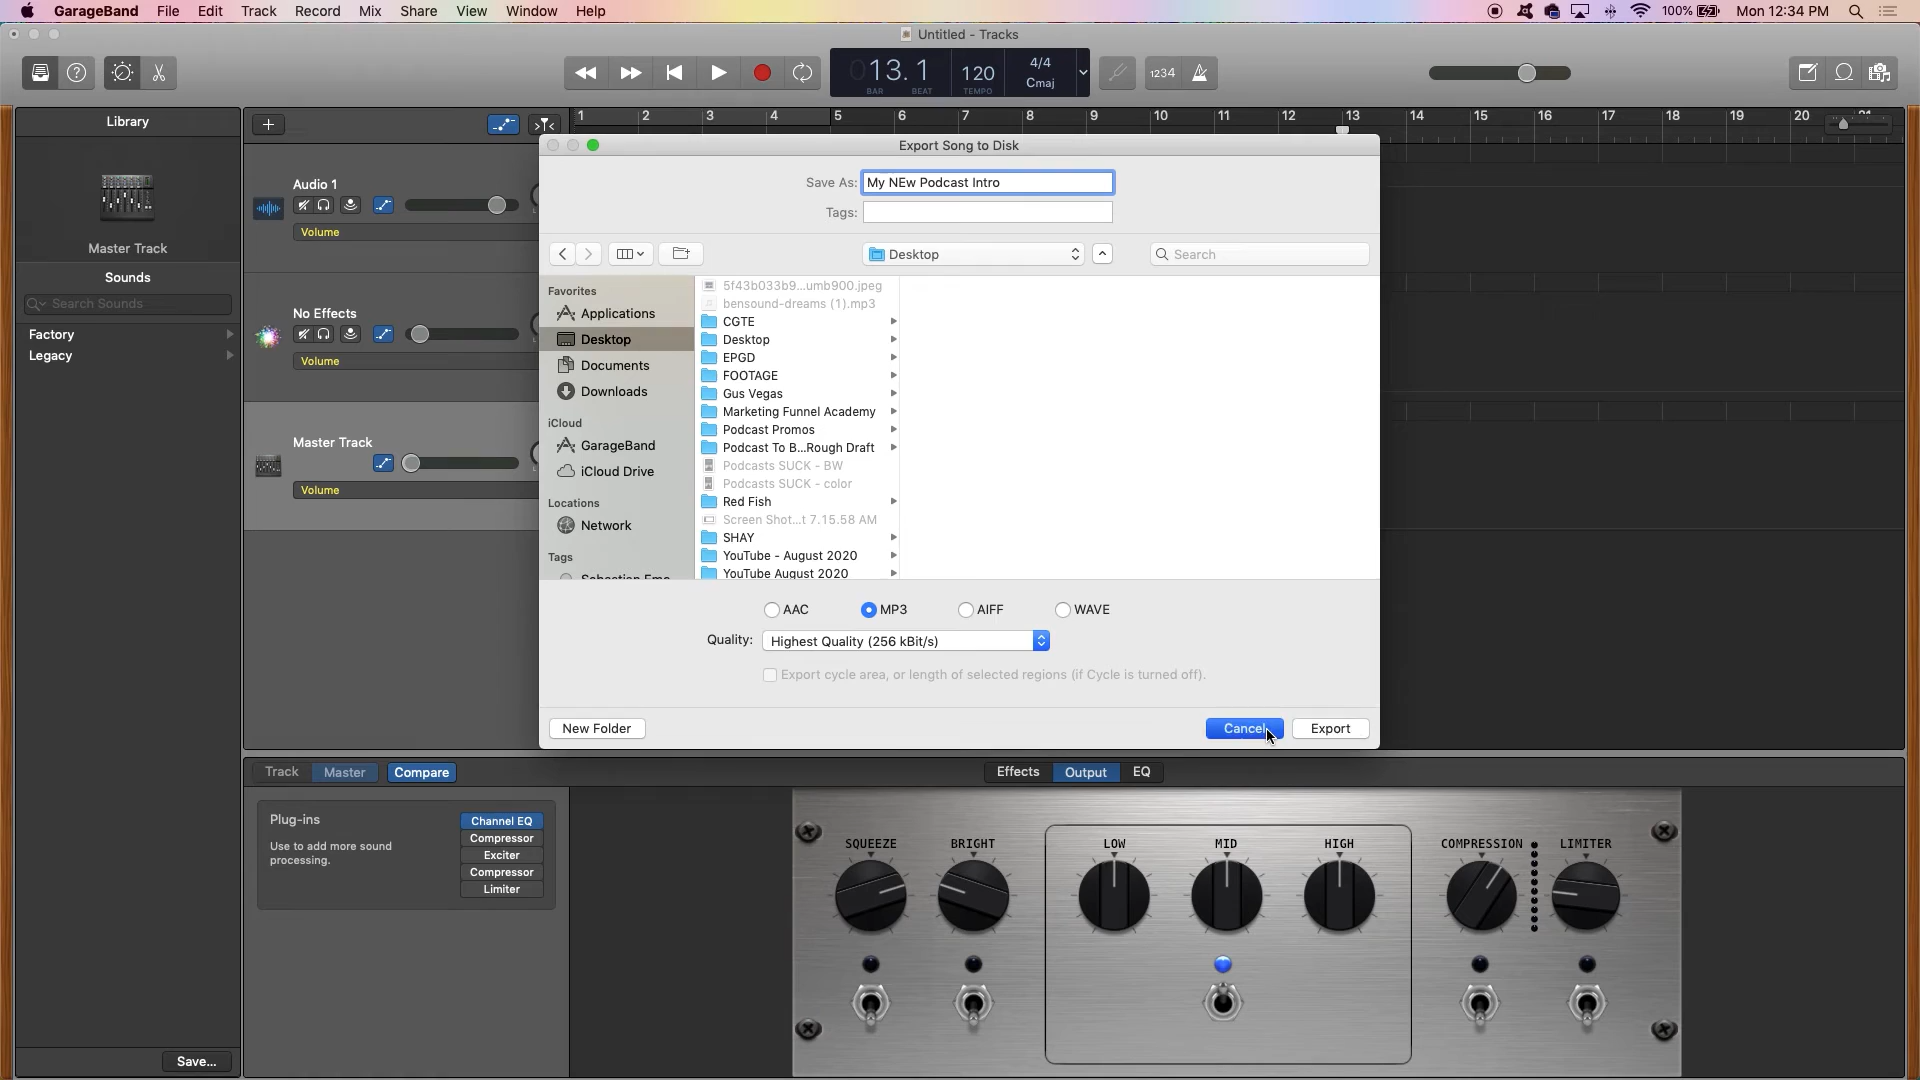 GarageBand File Edit Track Record Mix Share View Window Help 100% Mon 12:34 PM
Untitled - Tracks
013.1 120 4/4 Cmaj
BAR BEAT TEMPO
1234
Library
1 2 3 4 5 6 7 8 9 10 11 12 13 14 15 16 17 18 19 20
Export Song to Disk
Save As: My NEw Podcast Intro
Tags:
Desktop
Search
Master Track
Sounds
Search Sounds
Factory
Legacy
Audio 1
Volume
No Effects
Volume
Master Track
Volume
Favorites
Applications
Desktop
Documents
Downloads
iCloud
GarageBand
iCloud Drive
Locations
Network
Tags
5f43b033b9...umb900.jpeg
bensound-dreams (1).mp3
CGTE
Desktop
EPGD
FOOTAGE
Gus Vegas
Marketing Funnel Academy
Podcast Promos
Podcast To B...Rough Draft
Podcasts SUCK - BW
Podcasts SUCK - color
Red Fish
Screen Shot...t 7.15.58 AM
SHAY
YouTube - August 2020
YouTube August 2020
AAC MP3 AIFF WAVE
Quality: Highest Quality (256 kBit/s)
Export cycle area, or length of selected regions (if Cycle is turned off).
New Folder Cancel Export
Track Master Compare Effects Output EQ
Plug-ins
Use to add more sound
processing.
Channel EQ
Compressor
Exciter
Compressor
Limiter
SQUEEZE BRIGHT LOW MID HIGH COMPRESSION LIMITER
Save...